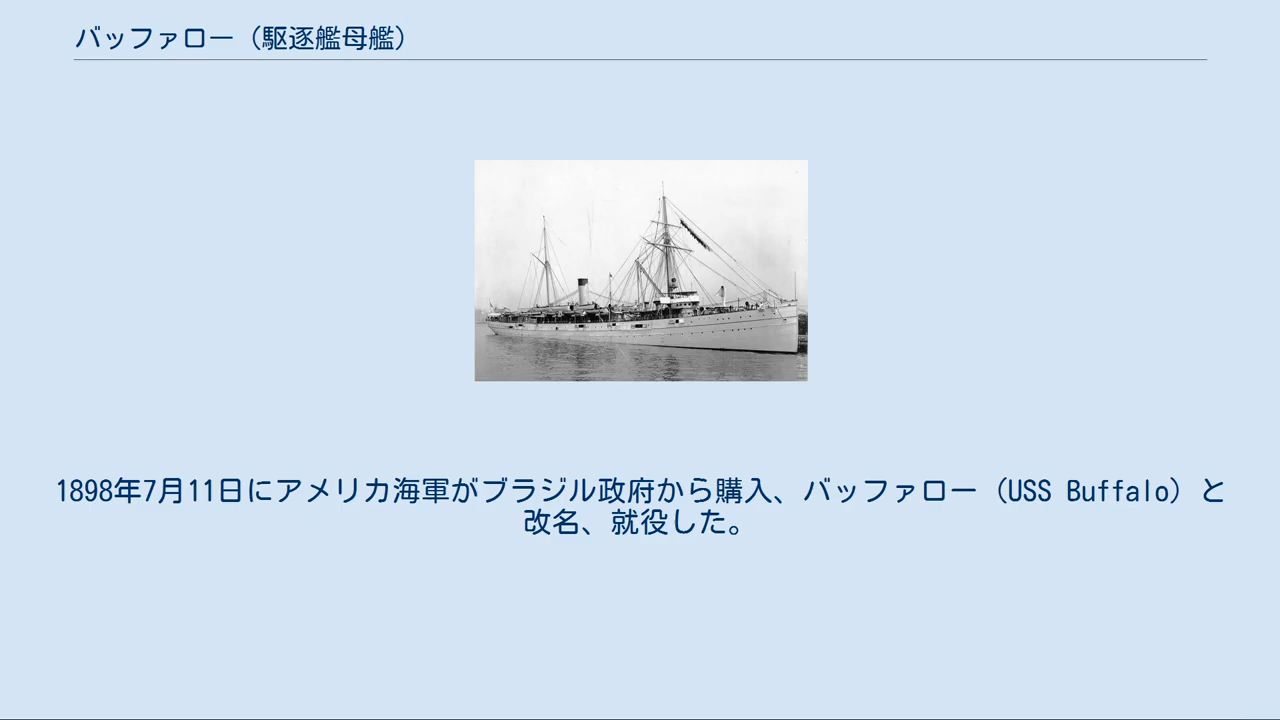 バッファロー（駆逐艦母艦）
1898年7月11日にアメリカ海軍がブラジル政府から購入、バッファロー（USS Buffalo）と
改名、就役した。